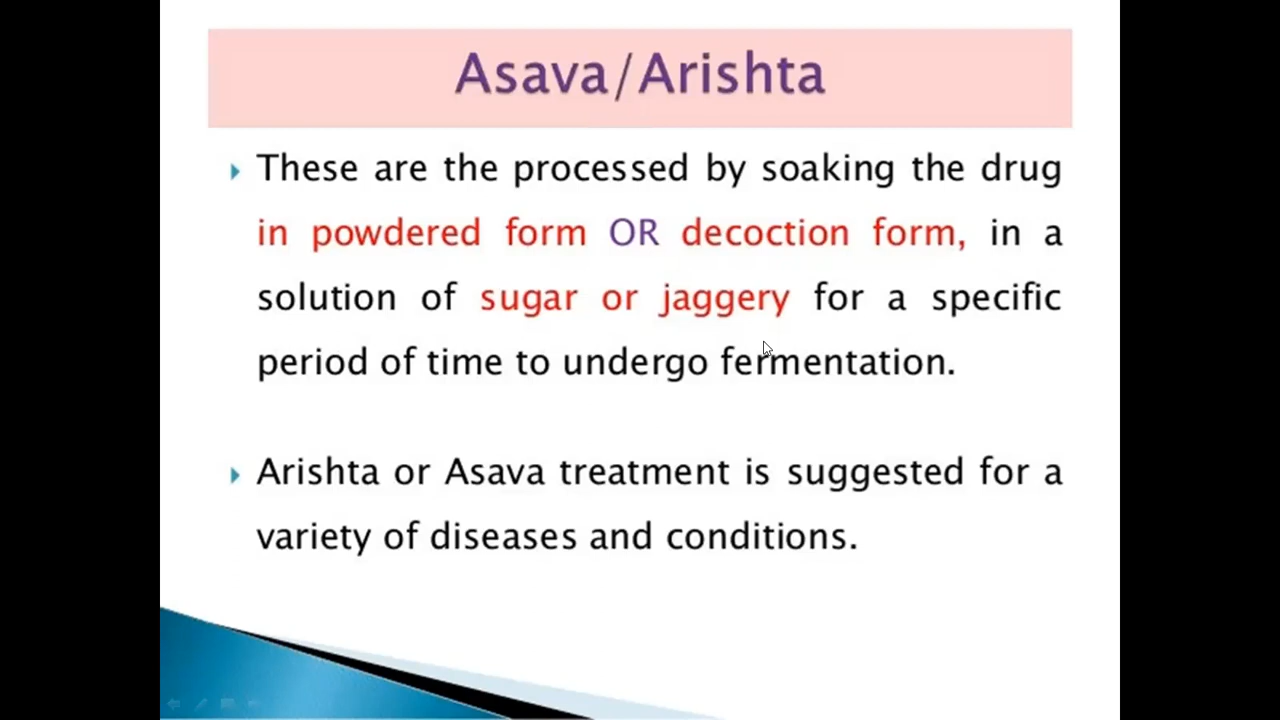 Asava/Arishta
These are the processed by soaking the drug
in powdered form OR decoction form, in a
solution of sugar or jaggery for a specific
period of time to undergo fermentation.
Arishta or Asava treatment is suggested for a
variety of diseases and conditions.